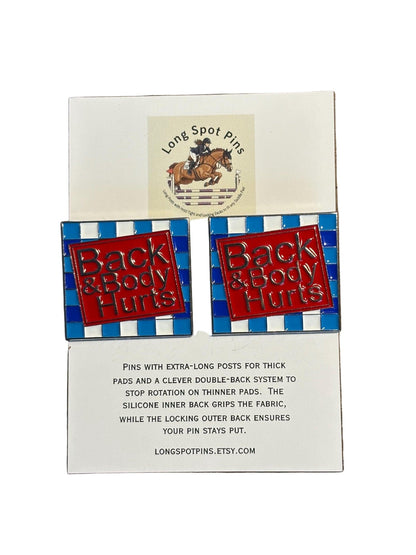 Long Spot Pins
Back
& Body
Hurts
Back
& Body
Hurts
PINS WITH EXTRA-LONG POSTS FOR THICK
PADS AND A CLEVER DOUBLE-BACK SYSTEM TO
STOP ROTATION ON THINNER PADS. THE
SILICONE INNER BACK GRIPS THE FABRIC,
WHILE THE LOCKING OUTER BACK ENSURES
YOUR PIN STAYS PUT.
LONGSPOTPINS.ETSY.COM